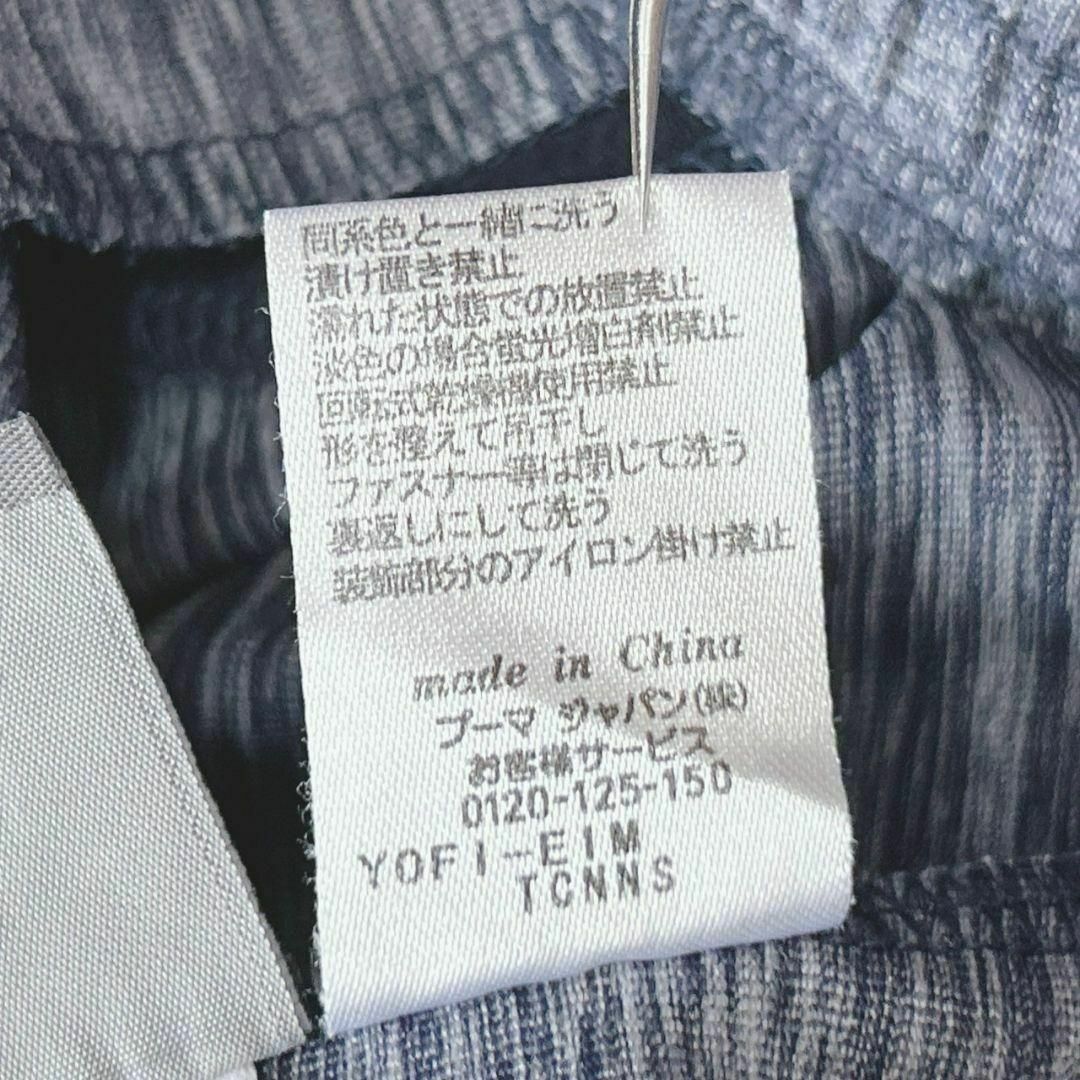 同系色と一緒に洗う
漬け置き禁止
濡れた状態での放置禁止
淡色の場合蛍光増白剤禁止
回転式乾燥機使用禁止
形を整えて吊干し
ファスナー等は閉じて洗う
裏返しにして洗う
装飾部分のアイロン掛け禁止
made in China
プーマ ジャパン(株)
お客様サービス
0120-125-150
YOFI-EIM
TCNNS